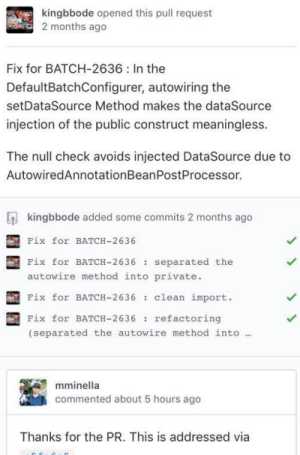 kingbbode opened this pull request
2 months ago
Fix for BATCH-2636 : In the
DefaultBatchConfigurer, autowiring the
setDataSource Method makes the dataSource
injection of the public construct meaningless.
The null check avoids injected DataSource due to
AutowiredAnnotationBeanPostProcessor.
kingbbode added some commits 2 months ago
Fix for BATCH-2636
Fix for BATCH-2636 : separated the
autowire method into private.
Fix for BATCH-2636 : clean import.
Fix for BATCH-2636 : refactoring
(separated the autowire method into …
mminella
commented about 5 hours ago
Thanks for the PR. This is addressed via